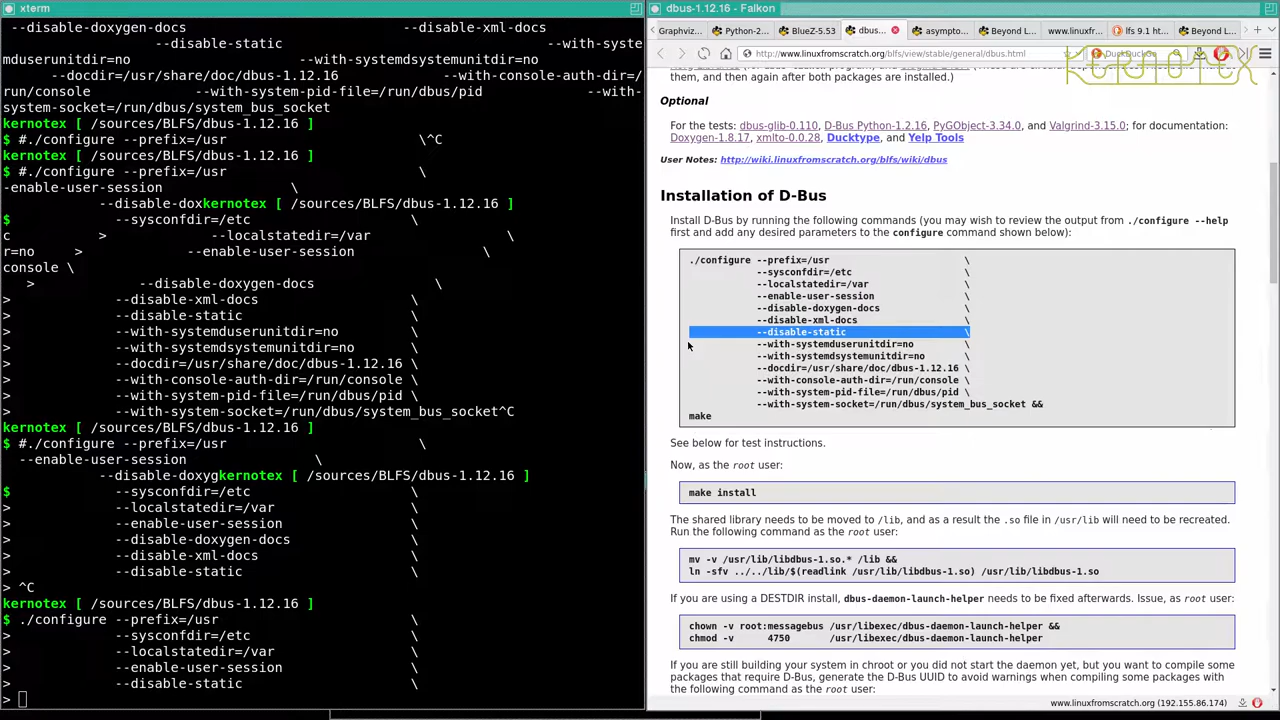 xterm
--disable-doxygen-docs --disable-xml-docs
--disable-static --with-syste
mduserunitdir=no --with-systemdsystemunitdir=no
--docdir=/usr/share/doc/dbus-1.12.16 --with-console-auth-dir=/
run/console --with-system-pid-file=/run/dbus/pid --with-
system-socket=/run/dbus/system_bus_socket
kernotex [ /sources/BLFS/dbus-1.12.16 ]
$ #./configure --prefix=/usr \^C
kernotex [ /sources/BLFS/dbus-1.12.16 ]
$ #./configure --prefix=/usr \
-enable-user-session \
--disable-doxkernotex [ /sources/BLFS/dbus-1.12.16 ]
$ --sysconfdir=/etc \
c > --localstatedir=/var \
r=no > --enable-user-session \
console \
> --disable-doxygen-docs \
> --disable-xml-docs \
> --disable-static \
> --with-systemduserunitdir=no \
> --with-systemdsystemunitdir=no \
> --docdir=/usr/share/doc/dbus-1.12.16 \
> --with-console-auth-dir=/run/console \
> --with-system-pid-file=/run/dbus/pid \
> --with-system-socket=/run/dbus/system_bus_socket^C
kernotex [ /sources/BLFS/dbus-1.12.16 ]
$ #./configure --prefix=/usr \
--enable-user-session \
--disable-doxygkernotex [ /sources/BLFS/dbus-1.12.16 ]
$ --sysconfdir=/etc \
> --localstatedir=/var \
> --enable-user-session \
> --disable-doxygen-docs \
> --disable-xml-docs \
> --disable-static \
> ^C
kernotex [ /sources/BLFS/dbus-1.12.16 ]
$ ./configure --prefix=/usr \
> --sysconfdir=/etc \
> --localstatedir=/var \
> --enable-user-session \
> --disable-static \
>
dbus-1.12.16 - Falkon
Graphviz... Python-2... BlueZ-5.53 dbus... asympto... Beyond L... www.linuxfr... lfs 9.1 ht... Beyond L...
http://www.linuxfromscratch.org/blfs/view/stable/general/dbus.html DuckDuckGo
KERNOTEX
them, and then again after both packages are installed.)
Optional
For the tests: dbus-glib-0.110, D-Bus Python-1.2.16, PyGObject-3.34.0, and Valgrind-3.15.0; for documentation:
Doxygen-1.8.17, xmlto-0.0.28, Ducktype, and Yelp Tools
User Notes: http://wiki.linuxfromscratch.org/blfs/wiki/dbus
Installation of D-Bus
Install D-Bus by running the following commands (you may wish to review the output from ./configure --help
first and add any desired parameters to the configure command shown below):
./configure --prefix=/usr \
--sysconfdir=/etc \
--localstatedir=/var \
--enable-user-session \
--disable-doxygen-docs \
--disable-xml-docs \
--disable-static \
--with-systemduserunitdir=no \
--with-systemdsystemunitdir=no \
--docdir=/usr/share/doc/dbus-1.12.16 \
--with-console-auth-dir=/run/console \
--with-system-pid-file=/run/dbus/pid \
--with-system-socket=/run/dbus/system_bus_socket &&
make
See below for test instructions.
Now, as the root user:
make install
The shared library needs to be moved to /lib, and as a result the .so file in /usr/lib will need to be recreated.
Run the following command as the root user:
mv -v /usr/lib/libdbus-1.so.* /lib &&
ln -sfv ../../lib/$(readlink /usr/lib/libdbus-1.so) /usr/lib/libdbus-1.so
If you are using a DESTDIR install, dbus-daemon-launch-helper needs to be fixed afterwards. Issue, as root user:
chown -v root:messagebus /usr/libexec/dbus-daemon-launch-helper &&
chmod -v 4750 /usr/libexec/dbus-daemon-launch-helper
If you are still building your system in chroot or you did not start the daemon yet, but you want to compile some
packages that require D-Bus, generate the D-Bus UUID to avoid warnings when compiling some packages with
the following command as the root user:
www.linuxfromscratch.org (192.155.86.174)